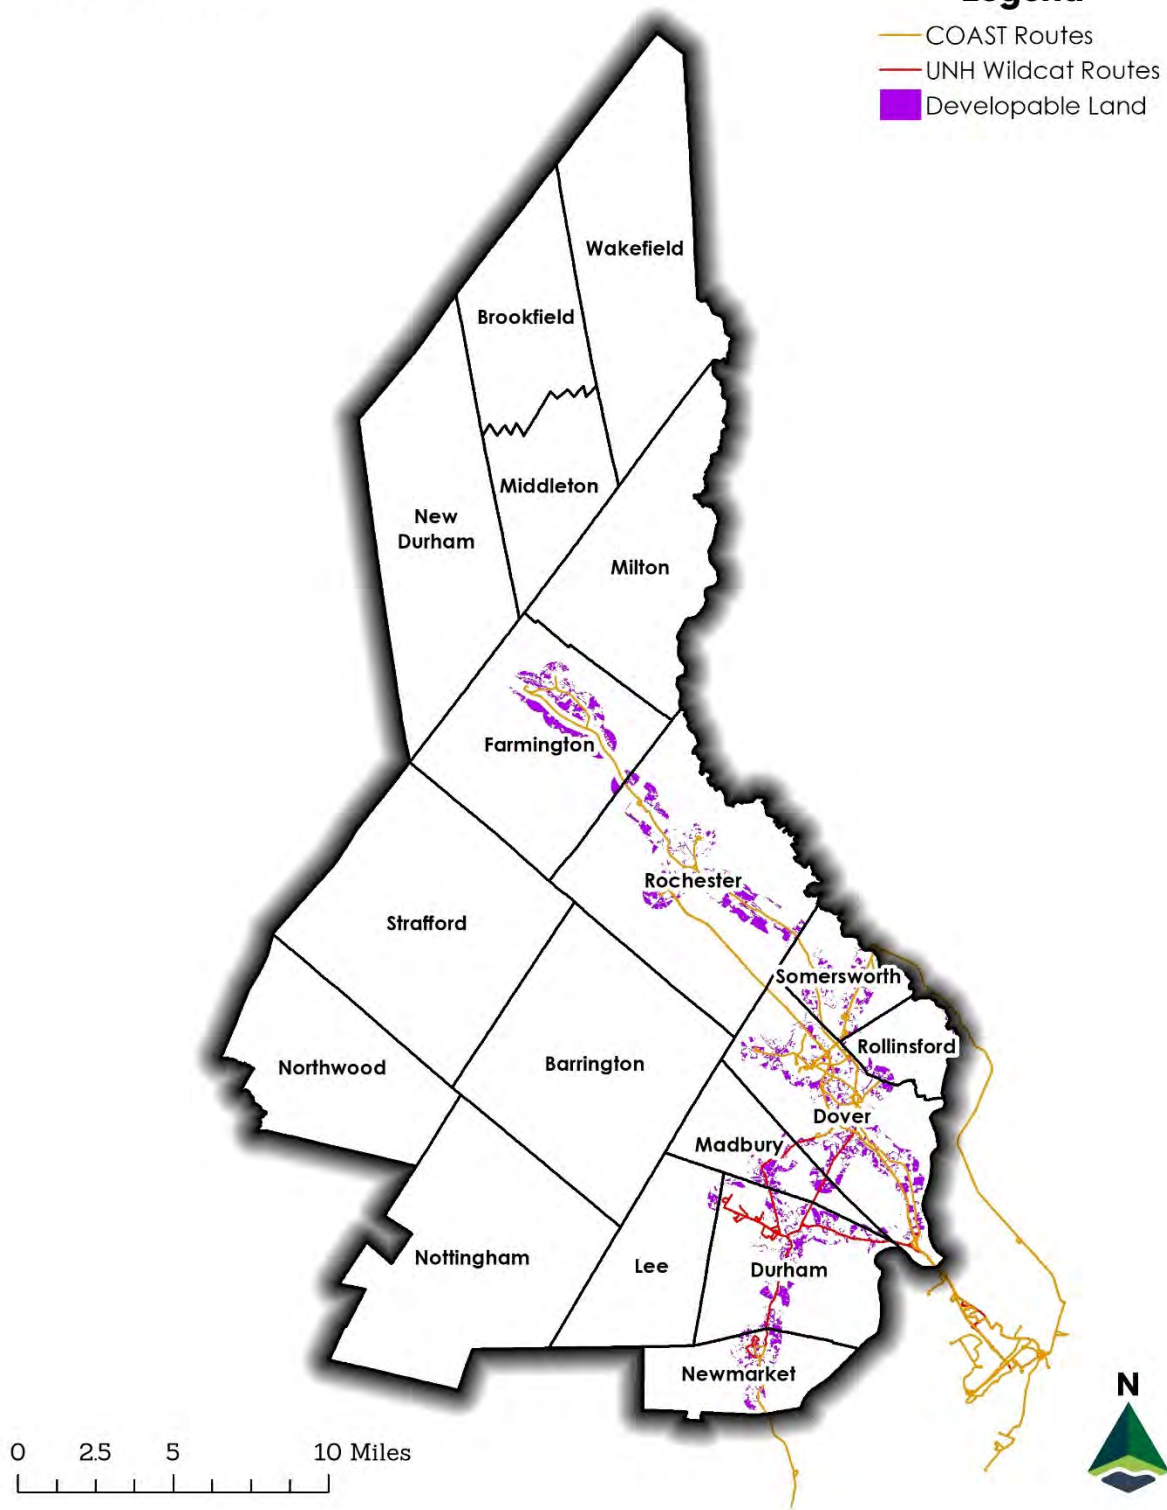 Legend
COAST Routes
UNH Wildcat Routes
Developable Land
Wakefield
Brookfield
Middleton
New
Durham
Milton
Farmington
Rochester
Strafford
Somersworth
Rollinsford
Northwood
Barrington
Dover
Madbury
Nottingham
Lee
Durham
Newmarket
N
0 2.5 5 10 Miles